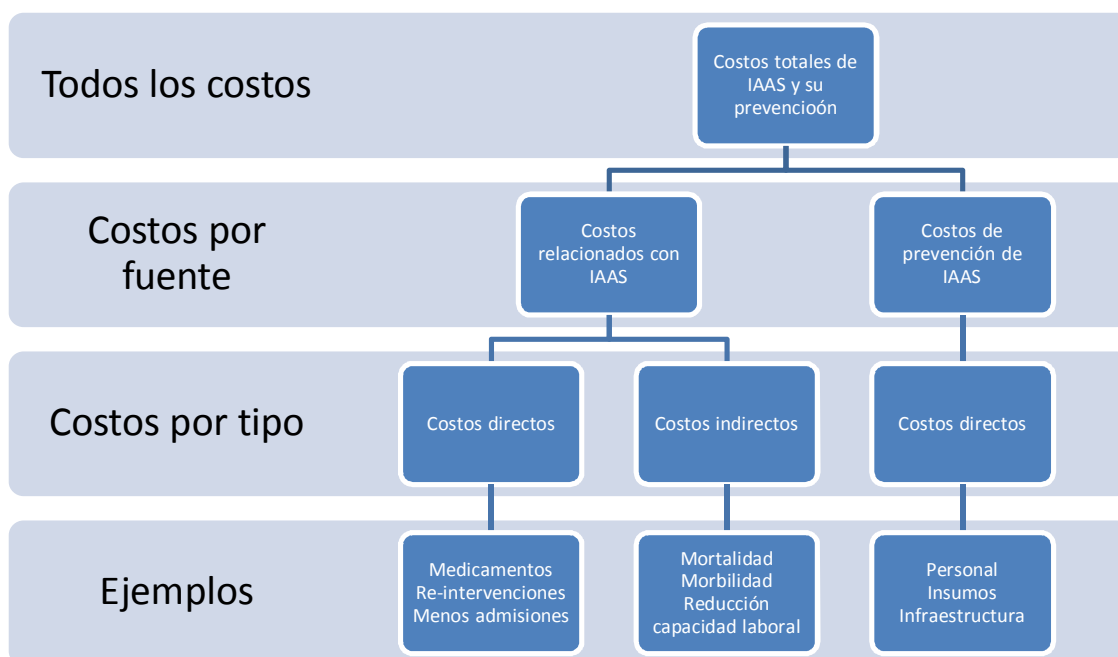 Todos los costos
Costos totales de
IAAS y su
prevencioón
Costos por
fuente
Costos
relacionados con
IAAS
Costos de
prevención de
IAAS
Costos por tipo
Costos directos
Costos indirectos
Costos directos
Ejemplos
Medicamentos
Re-intervenciones
Menos admisiones
Mortalidad
Morbilidad
Reducción
capacidad laboral
Personal
Insumos
Infraestructura